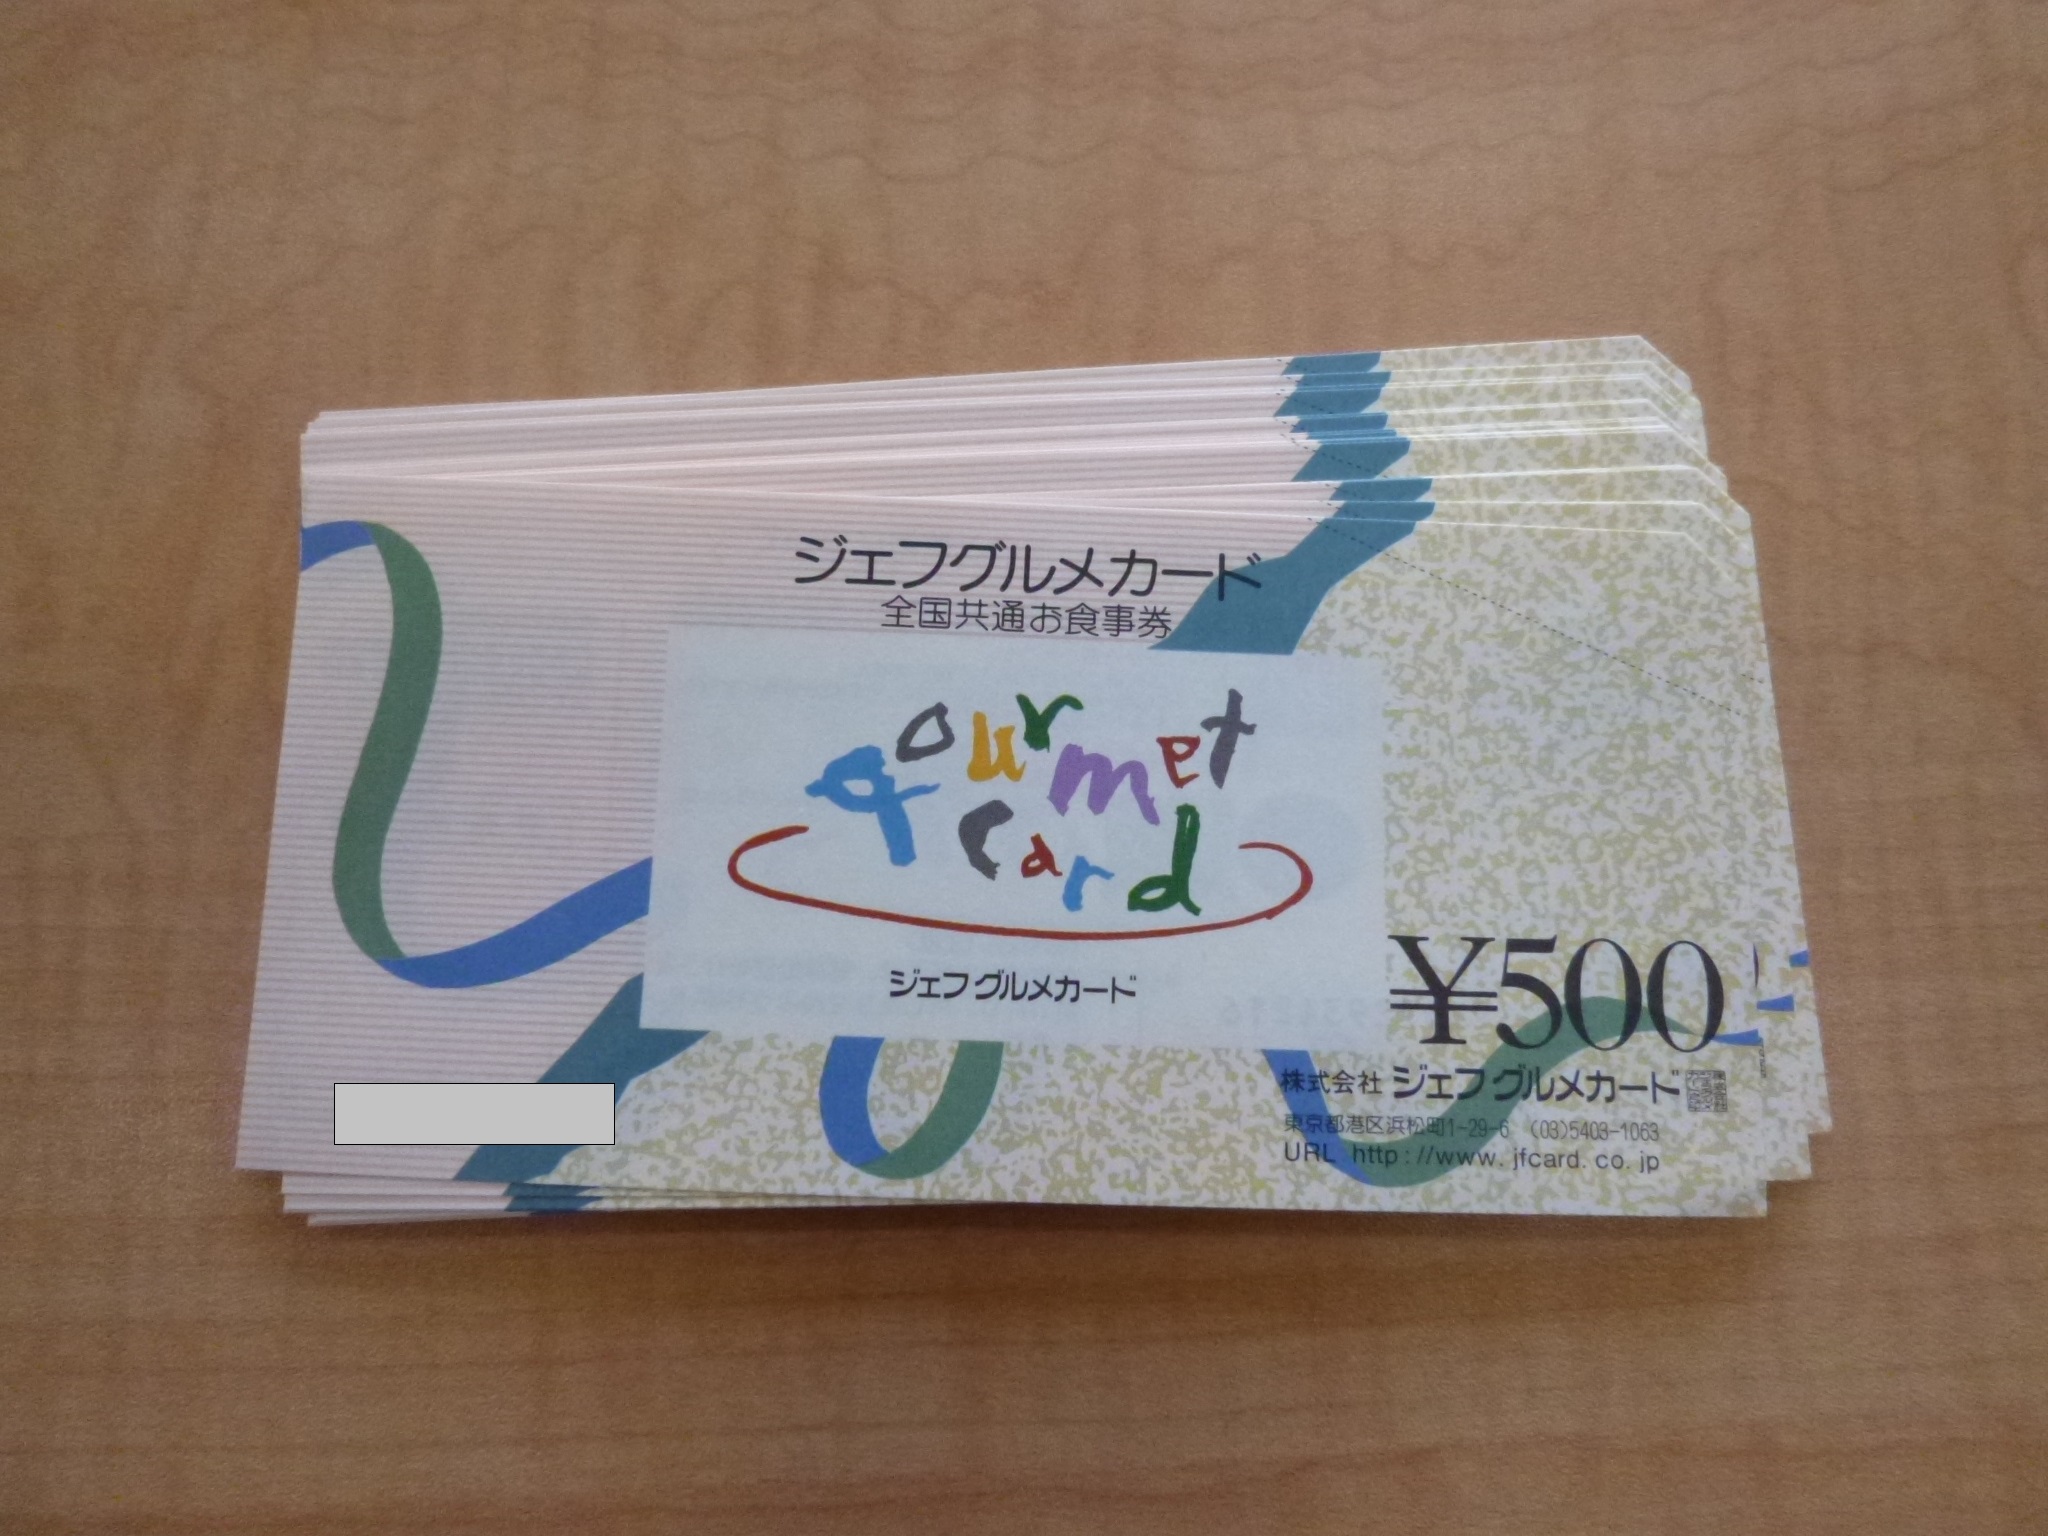 ジェフグルメカード
全国共通お食事券
gourmet
card
ジェフグルメカード
¥500
株式会社 ジェフグルメカード
東京都港区浜松町1-29-6 (03)5403-1063
URL http://www.jfcard.co.jp